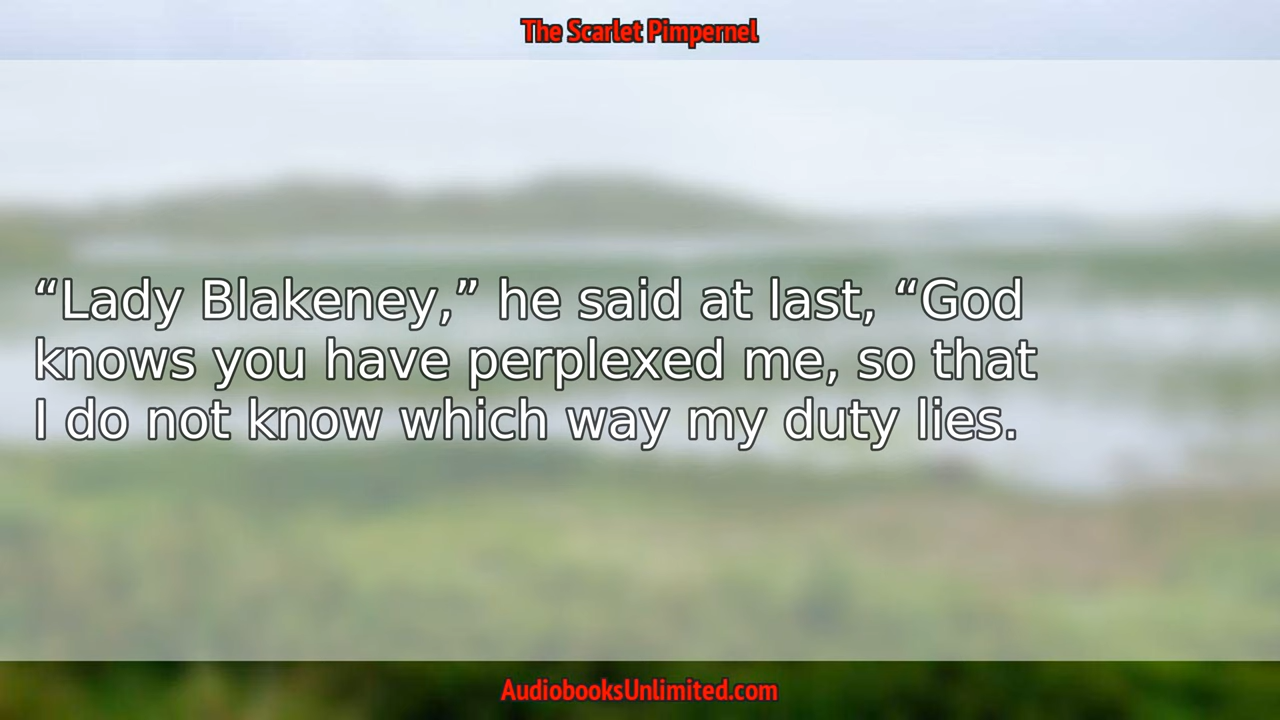 The Scarlet Pimpernel
“Lady Blakeney,” he said at last, “God
knows you have perplexed me, so that
I do not know which way my duty lies.
AudiobooksUnlimited.com